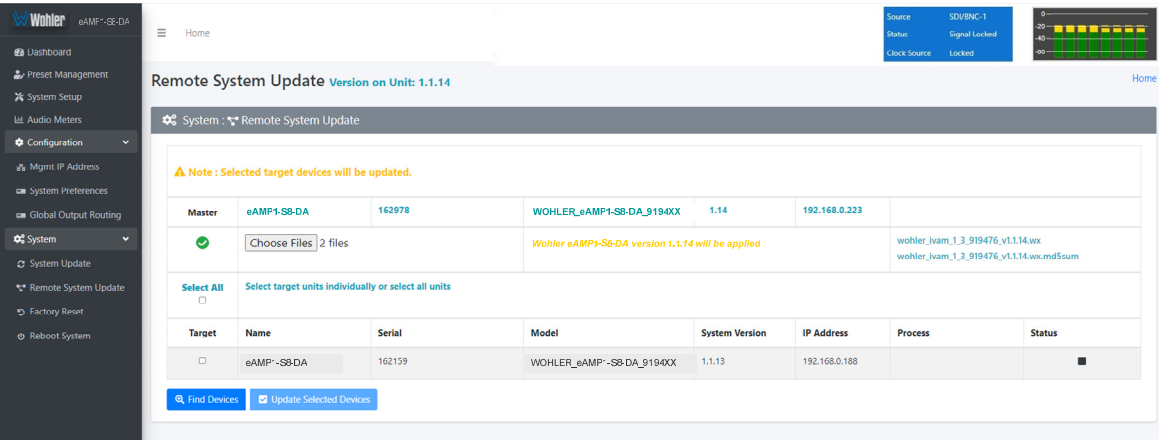 Wohler eAMP1-S8-DA
Dashboard
Preset Management
System Setup
Audio Meters
Configuration
Mgmt IP Address
System Preferences
Global Output Routing
System
System Update
Remote System Update
Factory Reset
Reboot System
Home
Source SDI/BNC-1
Status Signal Locked
Clock Source Locked
0
-20
-40
-60
Remote System Update Version on Unit: 1.1.14
Home
System : Remote System Update
Note : Selected target devices will be updated.
Master eAMP1-S8-DA 162978 WOHLER_eAMP1-S8-DA_9194XX 1.14 192.168.0.223
Choose Files 2 files Wohler eAMP1-S8-DA version 1.1.14 will be applied wohler_ivam_1_3_919476_v1.1.14.wx
wohler_ivam_1_3_919476_v1.1.14.wx.md5sum
Select All Select target units individually or select all units
Target Name Serial Model System Version IP Address Process Status
eAMP1-S8-DA 162159 WOHLER_eAMP1-S8-DA_9194XX 1.1.13 192.168.0.188
Find Devices Update Selected Devices